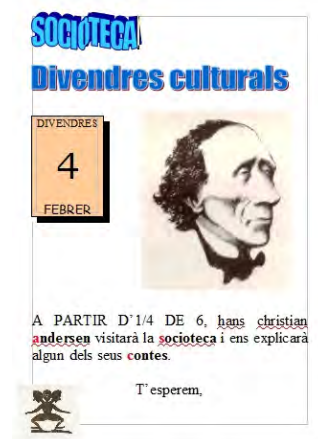 SOCIOTECA
Divendres culturals
DIVENDRES
4
FEBRER
A PARTIR D'1/4 DE 6, hans christian
andersen visitarà la socioteca i ens explicarà
algun dels seus contes.
T'esperem,